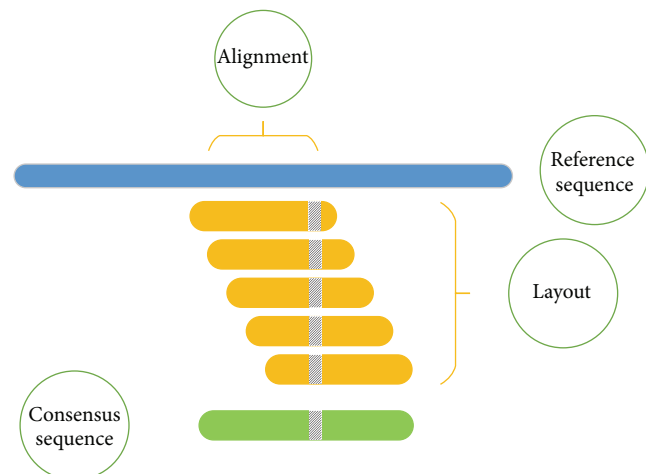 Alignment
Reference
sequence
Layout
Consensus
sequence